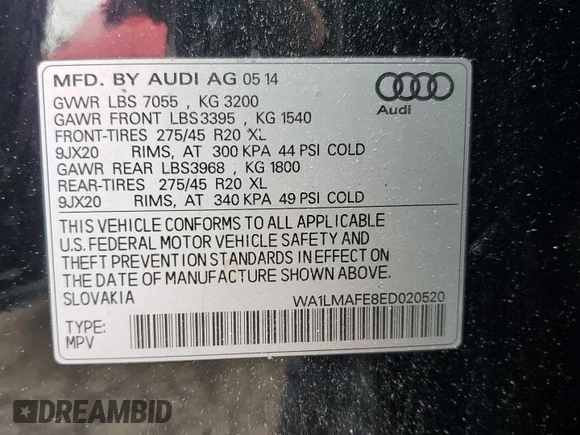 MFD. BY AUDI AG 05 14
GVWR LBS 7055 , KG 3200
GAWR FRONT LBS3395 , KG 1540
FRONT-TIRES 275/45 R20 XL
9JX20 RIMS, AT 300 KPA 44 PSI COLD
GAWR REAR LBS3968 , KG 1800
REAR-TIRES 275/45 R20 XL
9JX20 RIMS, AT 340 KPA 49 PSI COLD
Audi
THIS VEHICLE CONFORMS TO ALL APPLICABLE
U.S. FEDERAL MOTOR VEHICLE SAFETY AND
THEFT PREVENTION STANDARDS IN EFFECT ON
THE DATE OF MANUFACTURE SHOWN ABOVE.
SLOVAKIA WA1LMAFE8ED020520
TYPE:
MPV
DREAMBID